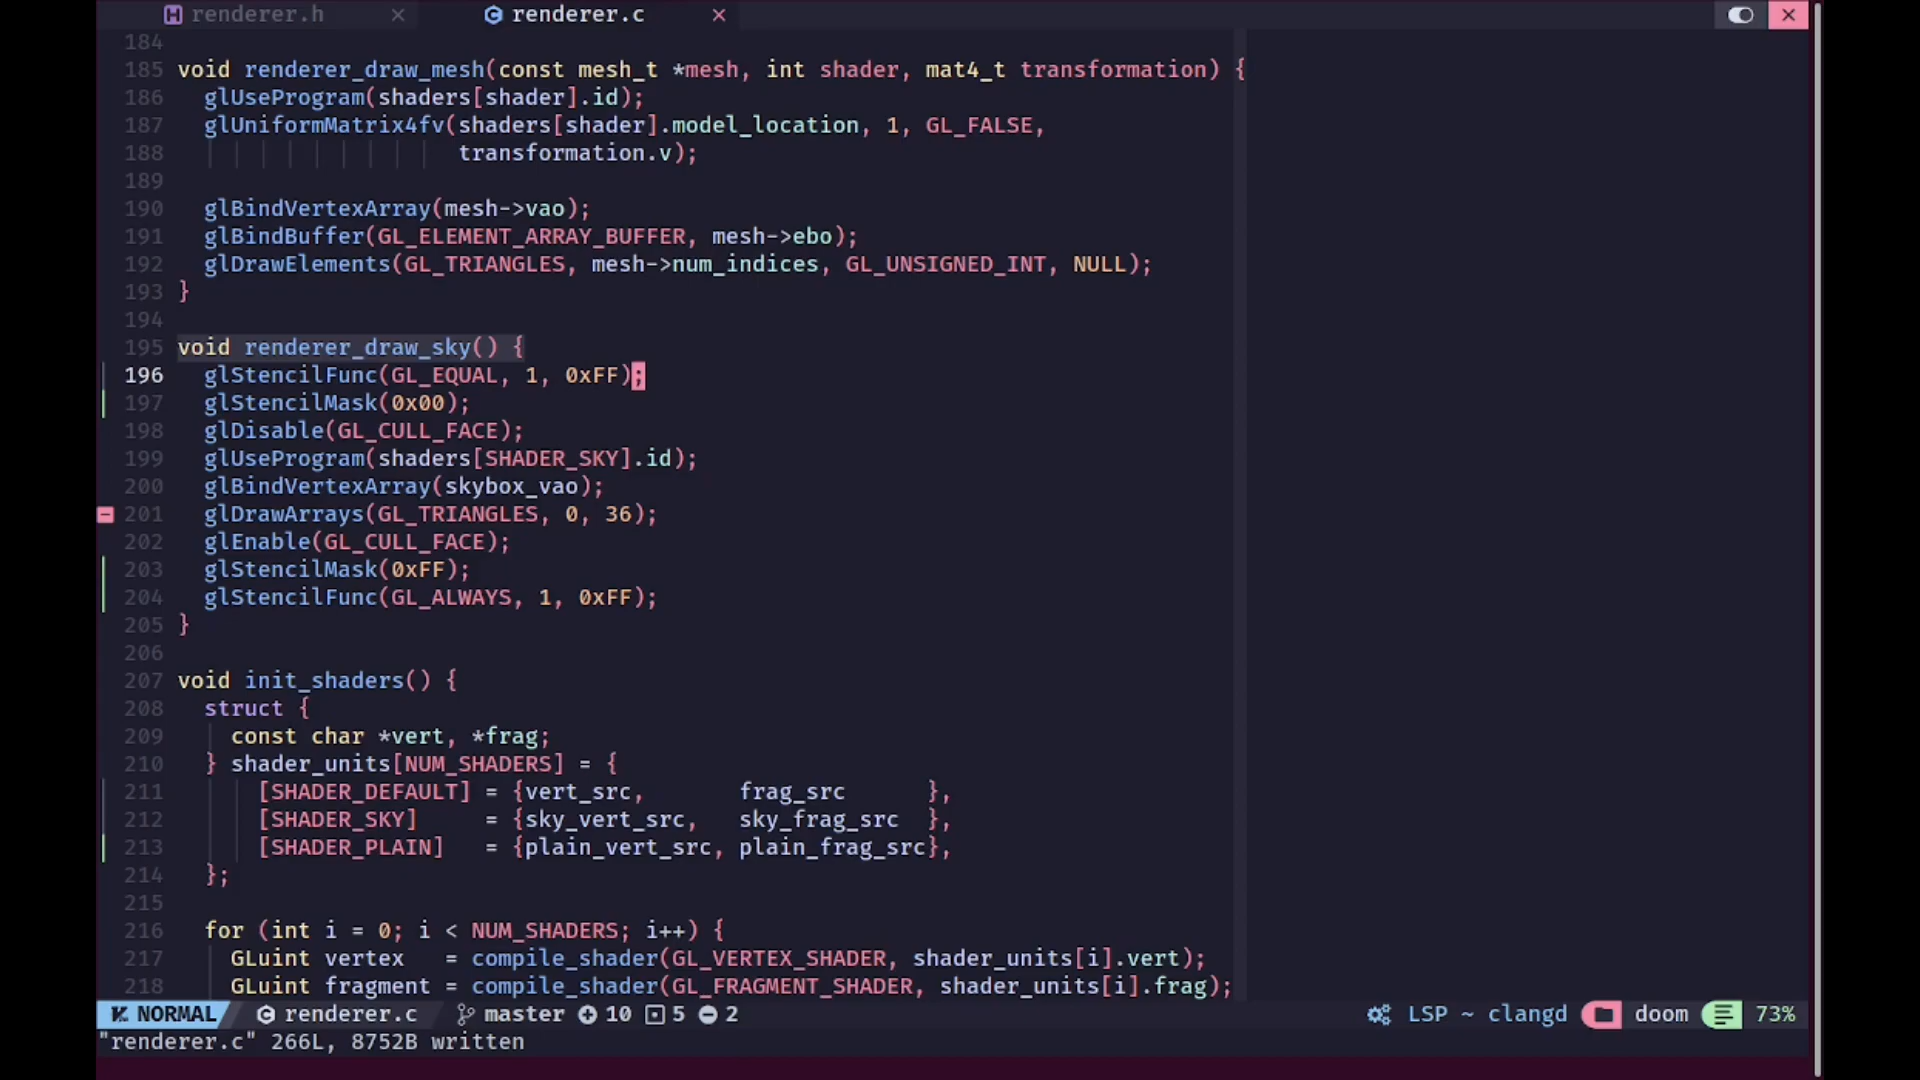 renderer.h
renderer.c
184
185 void renderer_draw_mesh(const mesh_t *mesh, int shader, mat4_t transformation) {
186   glUseProgram(shaders[shader].id);
187   glUniformMatrix4fv(shaders[shader].model_location, 1, GL_FALSE,
188                      transformation.v);
189
190   glBindVertexArray(mesh->vao);
191   glBindBuffer(GL_ELEMENT_ARRAY_BUFFER, mesh->ebo);
192   glDrawElements(GL_TRIANGLES, mesh->num_indices, GL_UNSIGNED_INT, NULL);
193 }
194
195 void renderer_draw_sky() {
196   glStencilFunc(GL_EQUAL, 1, 0xFF);
197   glStencilMask(0x00);
198   glDisable(GL_CULL_FACE);
199   glUseProgram(shaders[SHADER_SKY].id);
200   glBindVertexArray(skybox_vao);
201   glDrawArrays(GL_TRIANGLES, 0, 36);
202   glEnable(GL_CULL_FACE);
203   glStencilMask(0xFF);
204   glStencilFunc(GL_ALWAYS, 1, 0xFF);
205 }
206
207 void init_shaders() {
208   struct {
209     const char *vert, *frag;
210   } shader_units[NUM_SHADERS] = {
211       [SHADER_DEFAULT] = {vert_src,       frag_src      },
212       [SHADER_SKY]     = {sky_vert_src,   sky_frag_src  },
213       [SHADER_PLAIN]   = {plain_vert_src, plain_frag_src},
214   };
215
216   for (int i = 0; i < NUM_SHADERS; i++) {
217     GLuint vertex   = compile_shader(GL_VERTEX_SHADER, shader_units[i].vert);
218     GLuint fragment = compile_shader(GL_FRAGMENT_SHADER, shader_units[i].frag);
NORMAL renderer.c master 10 5 2 LSP ~ clangd doom 73%
"renderer.c" 266L, 8752B written